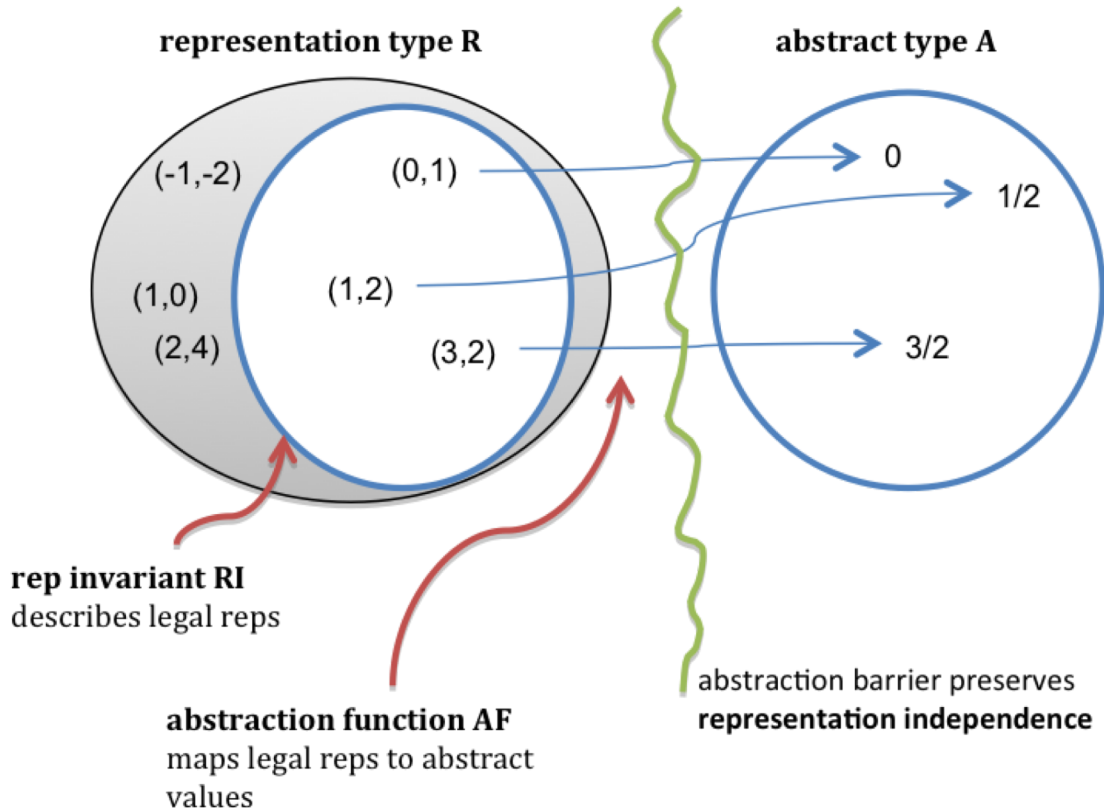 representation type R
abstract type A
(-1,-2)
(0,1)
0
1/2
(1,0)
(1,2)
(2,4)
(3,2)
3/2
rep invariant RI
describes legal reps
abstraction function AF
maps legal reps to abstract
values
abstraction barrier preserves
representation independence